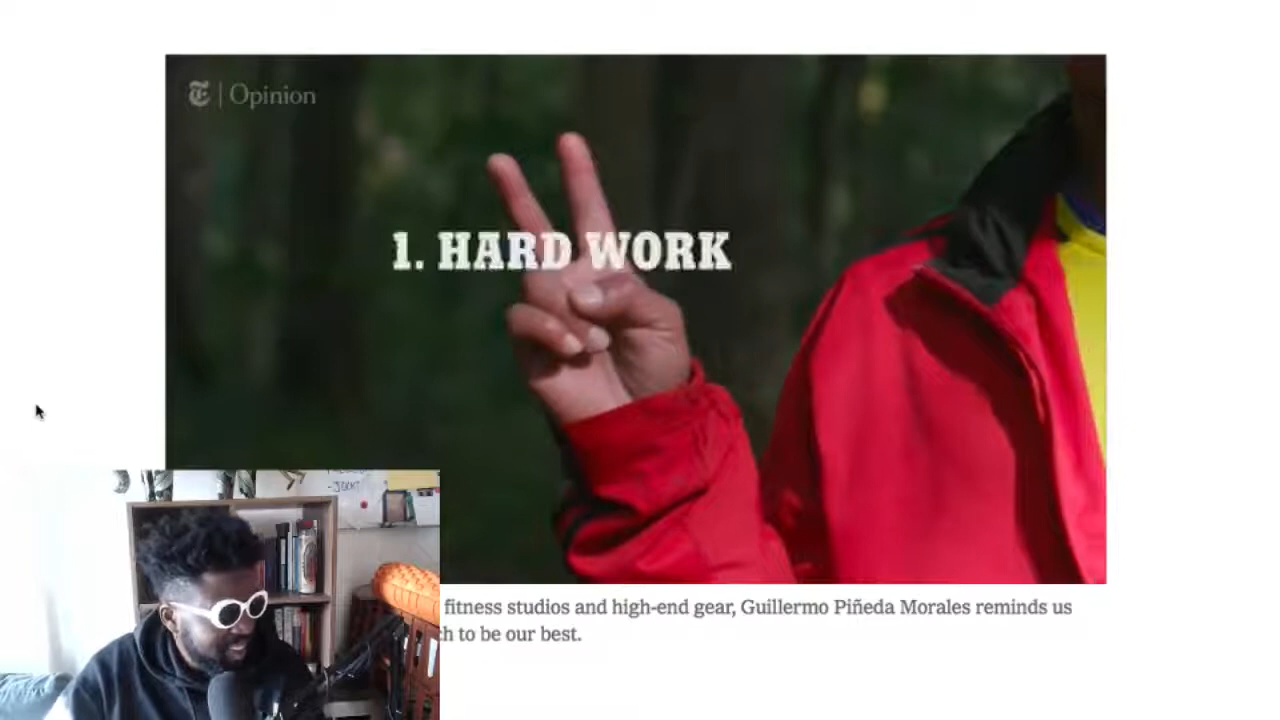 T | Opinion
1. HARD WORK
fitness studios and high-end gear, Guillermo Piñeda Morales reminds us
to be our best.